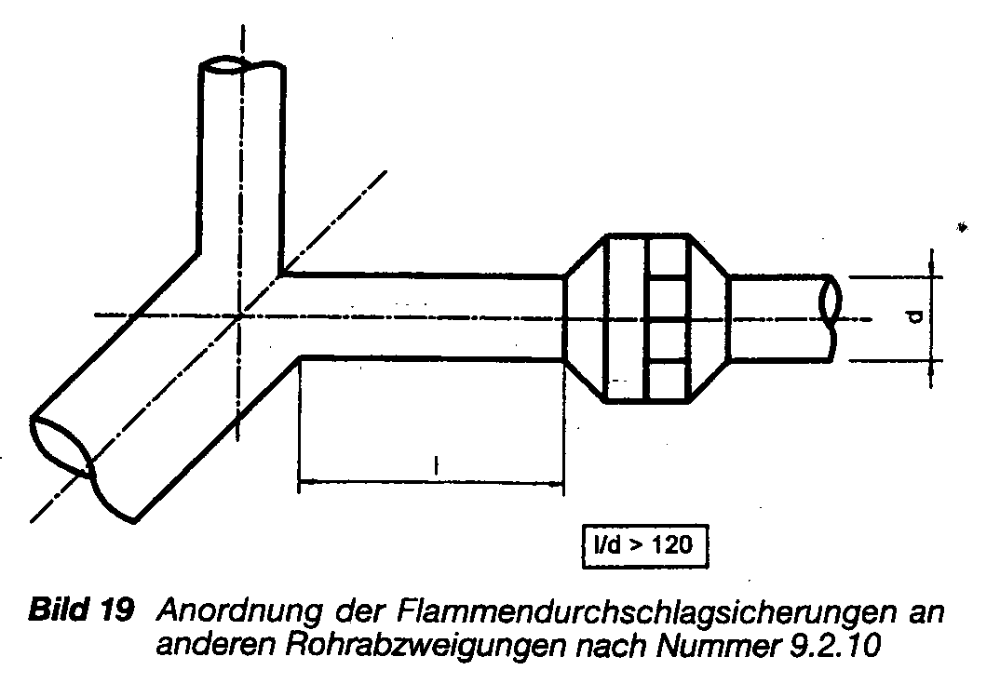 d
l
l/d > 120
Bild 19 Anordnung der Flammendurchschlagsicherungen an
anderen Rohrabzweigungen nach Nummer 9.2.10